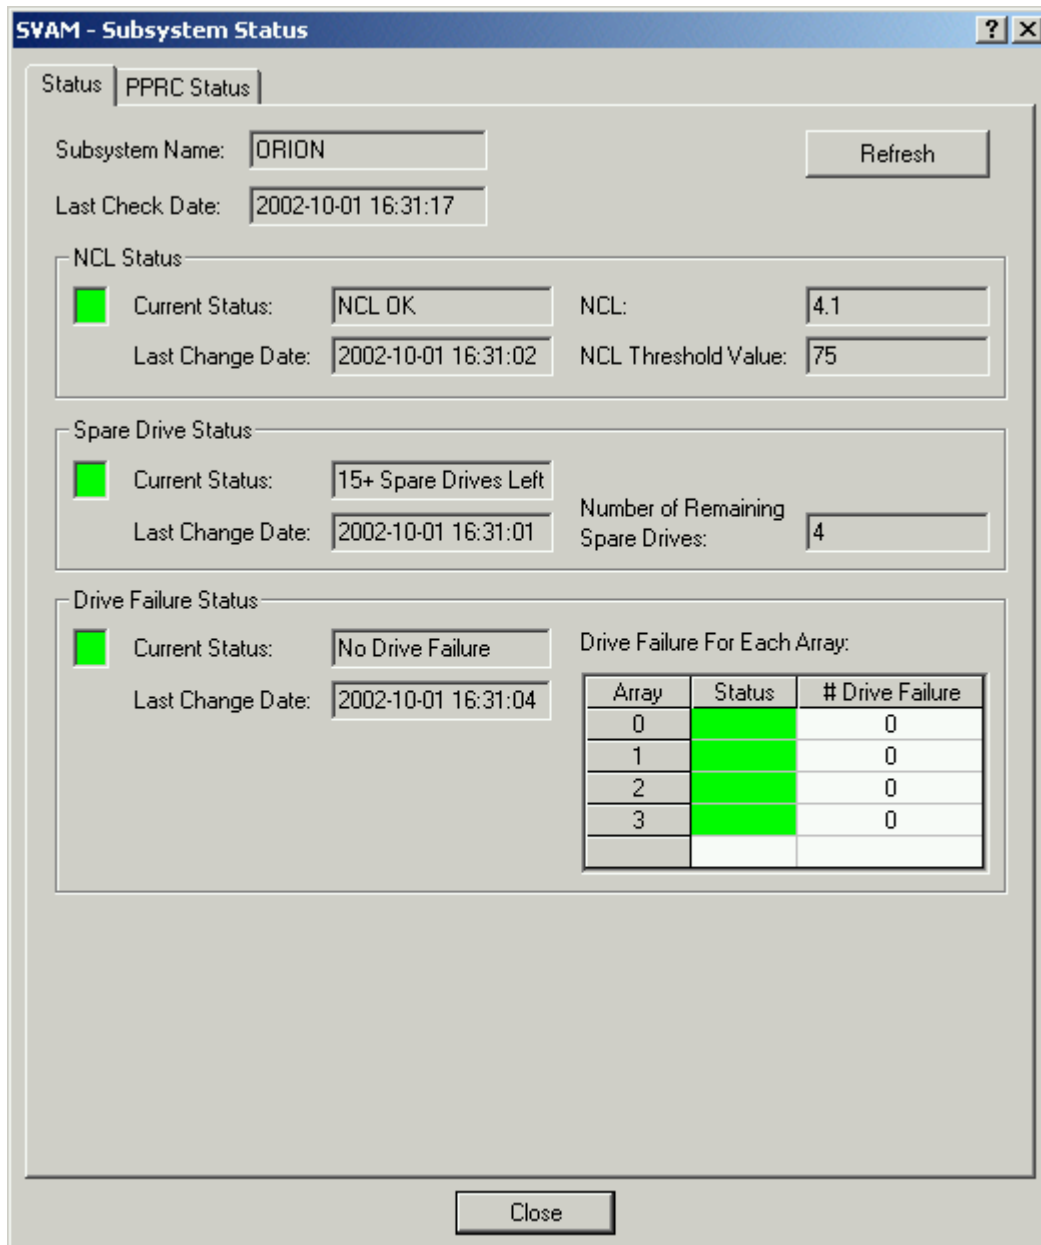 SVAM - Subsystem Status
Status
PPRC Status
Subsystem Name:
ORION
Refresh
Last Check Date:
2002-10-01 16:31:17
NCL Status
Current Status:
NCL OK
NCL:
4.1
Last Change Date:
2002-10-01 16:31:02
NCL Threshold Value:
75
Spare Drive Status
Current Status:
15+ Spare Drives Left
Last Change Date:
2002-10-01 16:31:01
Number of Remaining
Spare Drives:
4
Drive Failure Status
Current Status:
No Drive Failure
Last Change Date:
2002-10-01 16:31:04
Drive Failure For Each Array:
Array Status # Drive Failure
0 0
1 0
2 0
3 0
Close